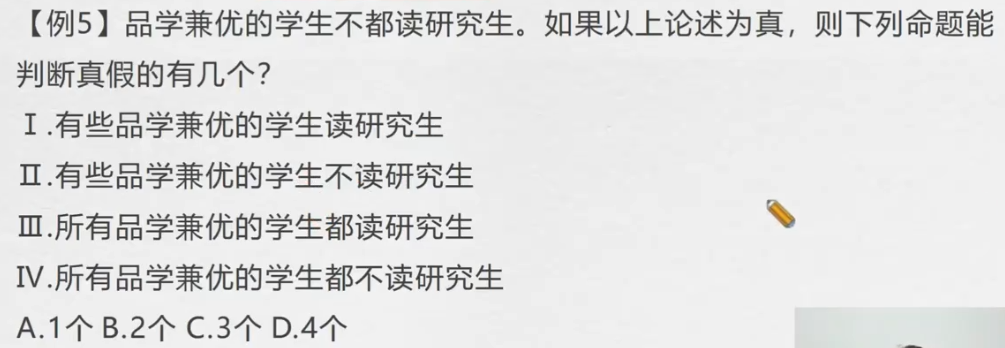 【例5】品学兼优的学生不都读研究生。如果以上论述为真，则下列命题能
判断真假的有几个？
Ⅰ.有些品学兼优的学生读研究生
Ⅱ.有些品学兼优的学生不读研究生
Ⅲ.所有品学兼优的学生都读研究生
Ⅳ.所有品学兼优的学生都不读研究生
A.1个 B.2个 C.3个 D.4个